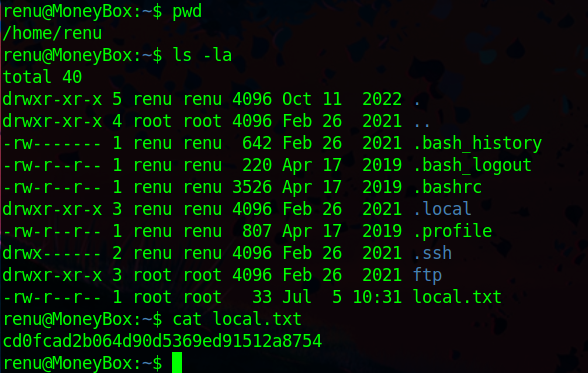 renu@MoneyBox:~$ pwd
/home/renu
renu@MoneyBox:~$ ls -la
total 40
drwxr-xr-x 5 renu renu 4096 Oct 11  2022 .
drwxr-xr-x 4 root root 4096 Feb 26  2021 ..
-rw------- 1 renu renu  642 Feb 26  2021 .bash_history
-rw-r--r-- 1 renu renu  220 Apr 17  2019 .bash_logout
-rw-r--r-- 1 renu renu 3526 Apr 17  2019 .bashrc
drwxr-xr-x 3 renu renu 4096 Feb 26  2021 .local
-rw-r--r-- 1 renu renu  807 Apr 17  2019 .profile
drwx------ 2 renu renu 4096 Feb 26  2021 .ssh
drwxr-xr-x 3 root root 4096 Feb 26  2021 ftp
-rw-r--r-- 1 root root   33 Jul  5 10:31 local.txt
renu@MoneyBox:~$ cat local.txt
cd0fcad2b064d90d5369ed91512a8754
renu@MoneyBox:~$